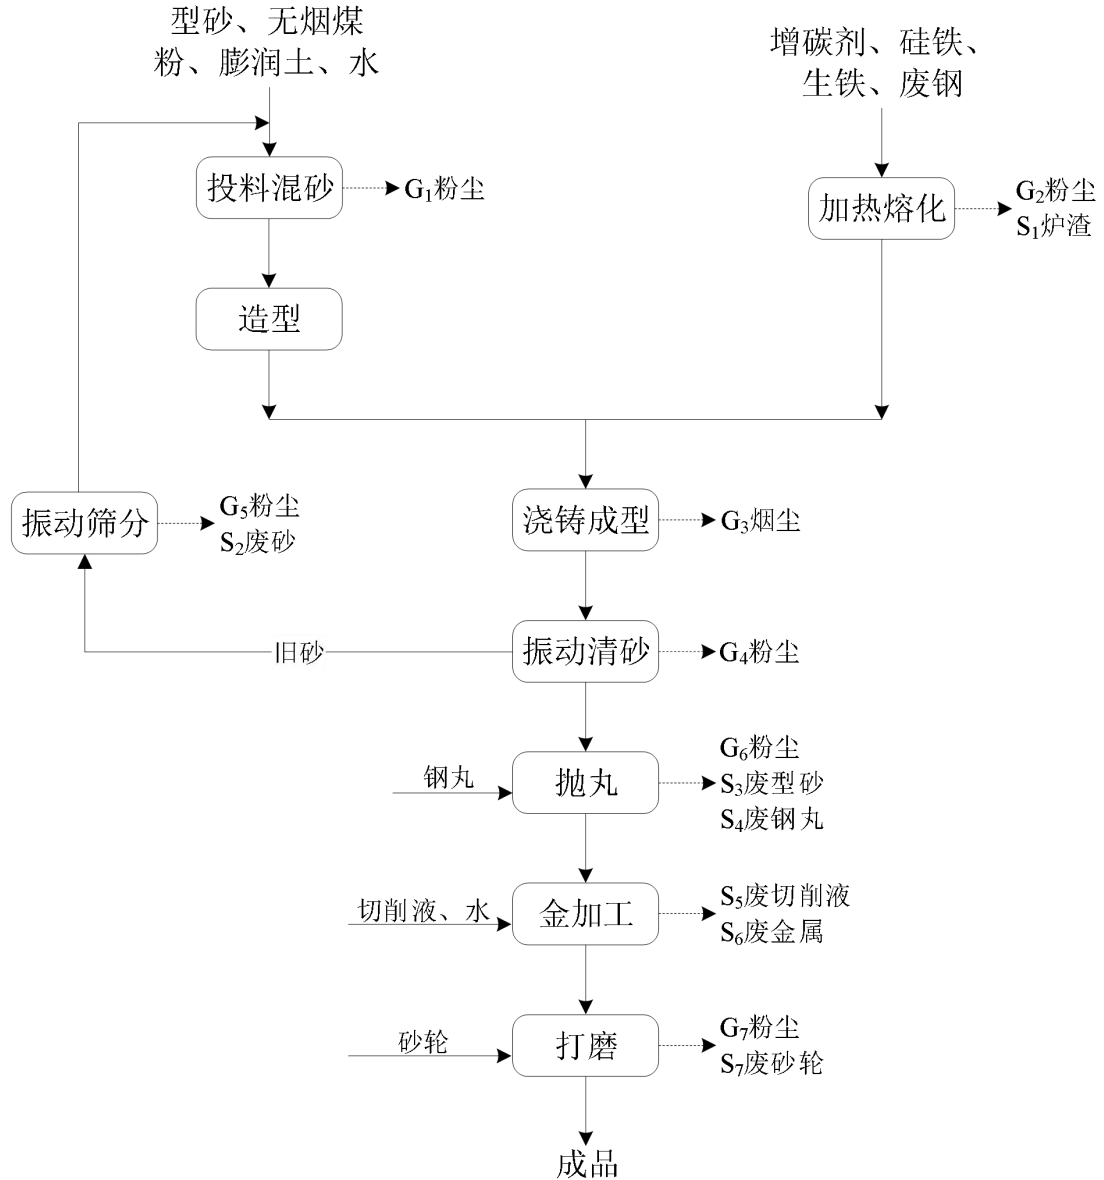 型砂、无烟煤
粉、膨润土、水
增碳剂、硅铁、
生铁、废钢
投料混砂
G₁粉尘
加热熔化
G₂粉尘
S₁炉渣
造型
振动筛分
G₅粉尘
S₂废砂
浇铸成型
G₃烟尘
旧砂
振动清砂
G₄粉尘
钢丸
抛丸
G₆粉尘
S₃废型砂
S₄废钢丸
切削液、水
金加工
S₅废切削液
S₆废金属
砂轮
打磨
G₇粉尘
S₇废砂轮
成品